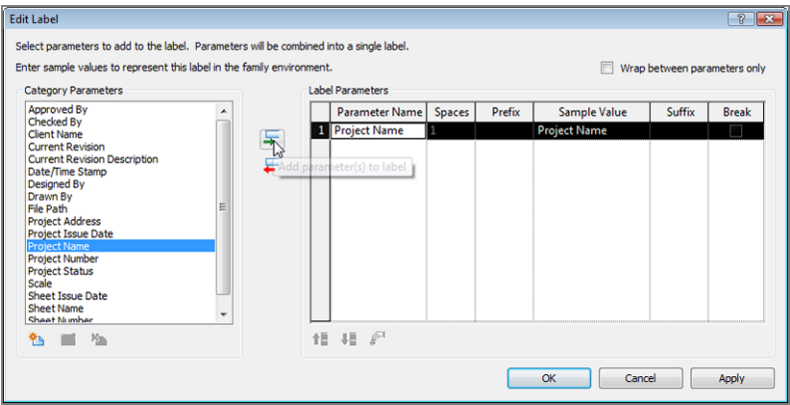 Edit Label
Select parameters to add to the label. Parameters will be combined into a single label.
Enter sample values to represent this label in the family environment.
Wrap between parameters only
Category Parameters
Approved By
Checked By
Client Name
Current Revision
Current Revision Description
Date/Time Stamp
Designed By
Drawn By
File Path
Project Address
Project Issue Date
Project Name
Project Number
Project Status
Scale
Sheet Issue Date
Sheet Name
Sheet Number
Add parameter(s) to label
Label Parameters
Parameter Name Spaces Prefix Sample Value Suffix Break
1 Project Name 1 Project Name
OK Cancel Apply